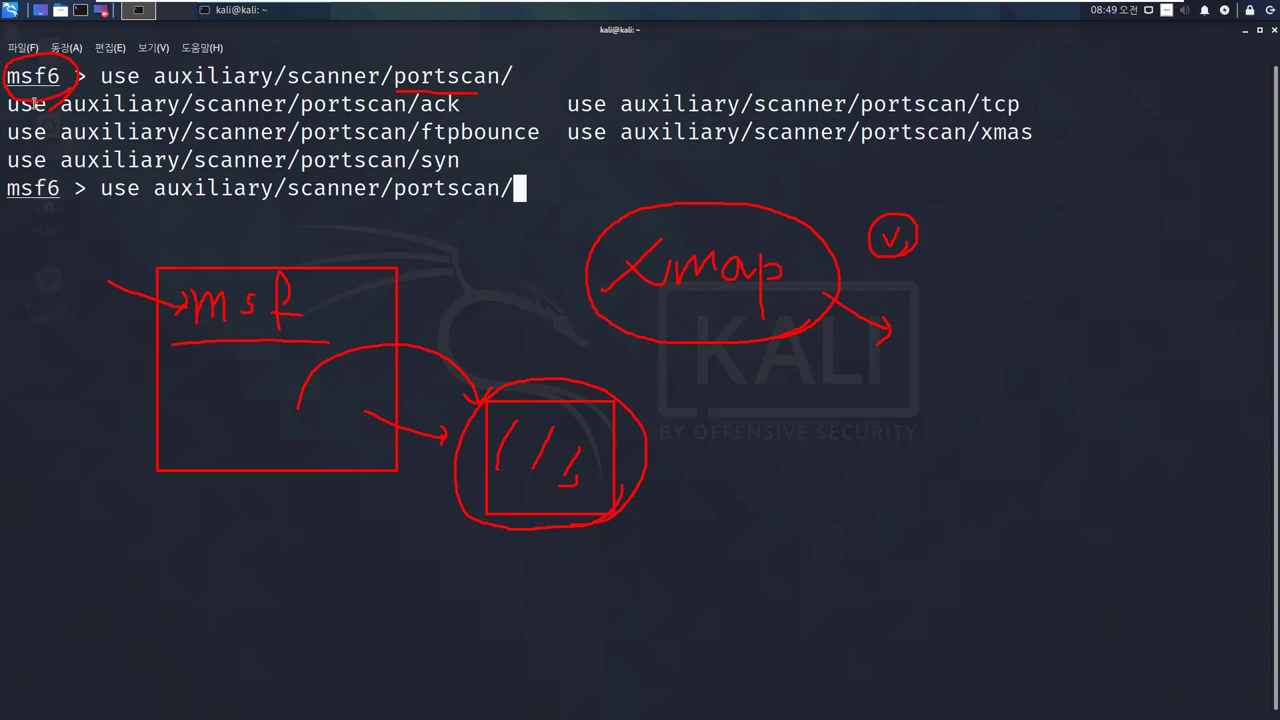 kali@kali: ~
08:49 오전
kali@kali: ~
파일(F) 동장(A) 편집(E) 보기(V) 도움말(H)
msf6 > use auxiliary/scanner/portscan/
use auxiliary/scanner/portscan/ack use auxiliary/scanner/portscan/tcp
use auxiliary/scanner/portscan/ftpbounce use auxiliary/scanner/portscan/xmas
use auxiliary/scanner/portscan/syn
msf6 > use auxiliary/scanner/portscan/
msf
Xmap
v
KALI
BY OFFENSIVE SECURITY